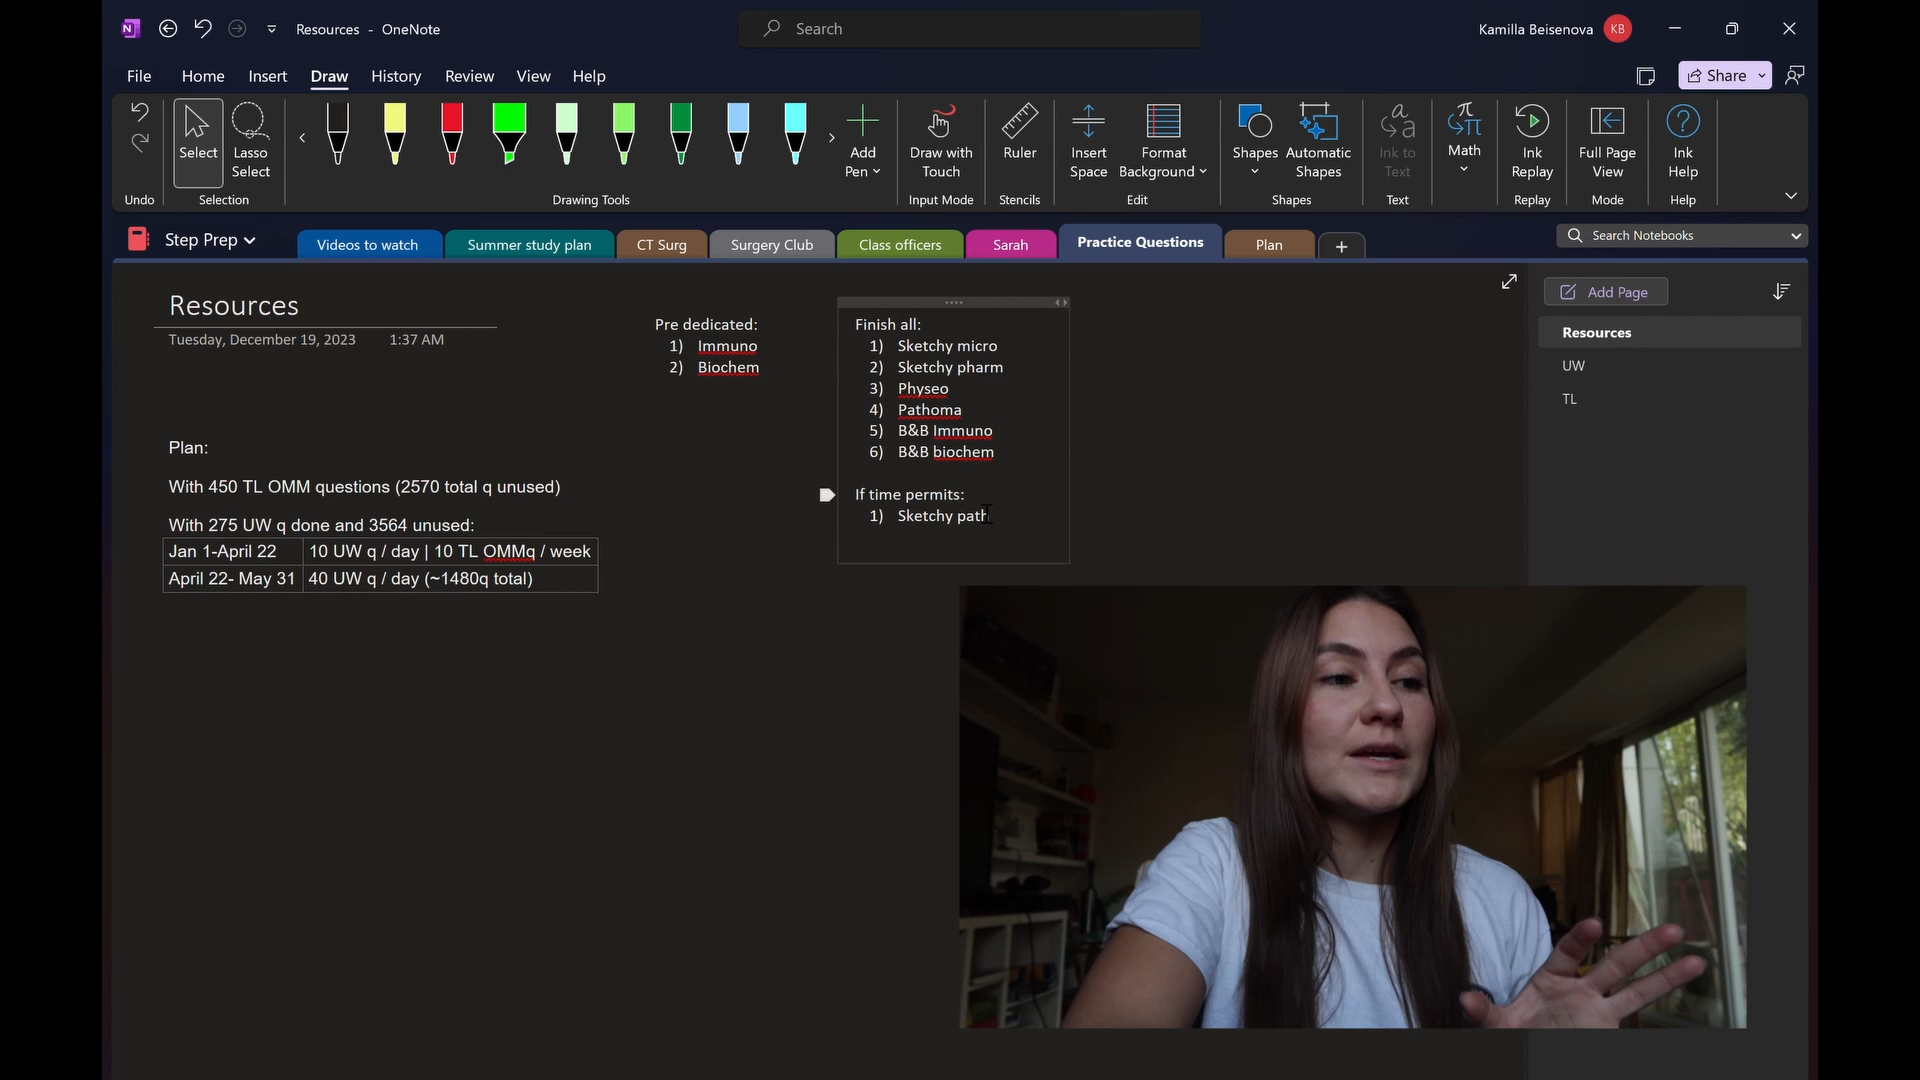 Resources - OneNote
Search
Kamilla Beisenova
KB
File
Home
Insert
Draw
History
Review
View
Help
Share
Select
Lasso
Select
Add
Pen
Draw with
Touch
Ruler
Insert
Space
Format
Background
Shapes
Automatic
Shapes
Ink to
Text
Math
Ink
Replay
Full Page
View
Ink
Help
Undo
Selection
Drawing Tools
Input Mode
Stencils
Edit
Shapes
Text
Replay
Mode
Help
Step Prep
Videos to watch
Summer study plan
CT Surg
Surgery Club
Class officers
Sarah
Practice Questions
Plan
Search Notebooks
Resources
Tuesday, December 19, 2023 1:37 AM
Pre dedicated:
1) Immuno
2) Biochem
Finish all:
1) Sketchy micro
2) Sketchy pharm
3) Physeo
4) Pathoma
5) B&B Immuno
6) B&B biochem
If time permits:
1) Sketchy path
Plan:
With 450 TL OMM questions (2570 total q unused)
With 275 UW q done and 3564 unused:
Jan 1-April 22 10 UW q / day | 10 TL OMMq / week
April 22- May 31 40 UW q / day (~1480q total)
Add Page
Resources
UW
TL